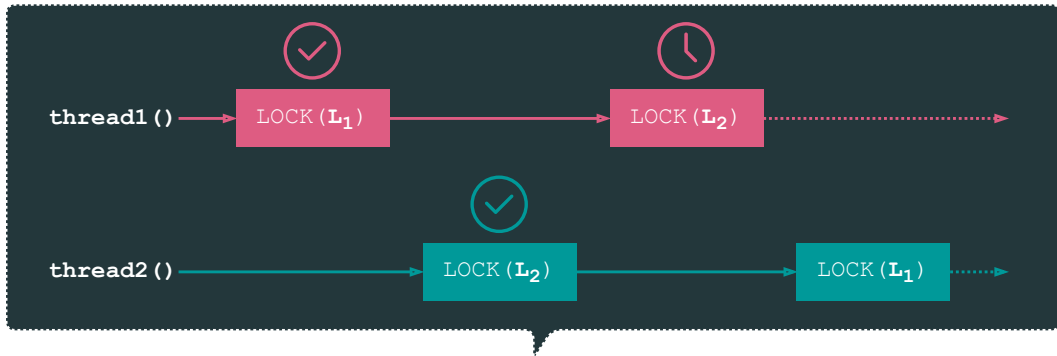 thread1() LOCK(L1) LOCK(L2)
thread2() LOCK(L2) LOCK(L1)